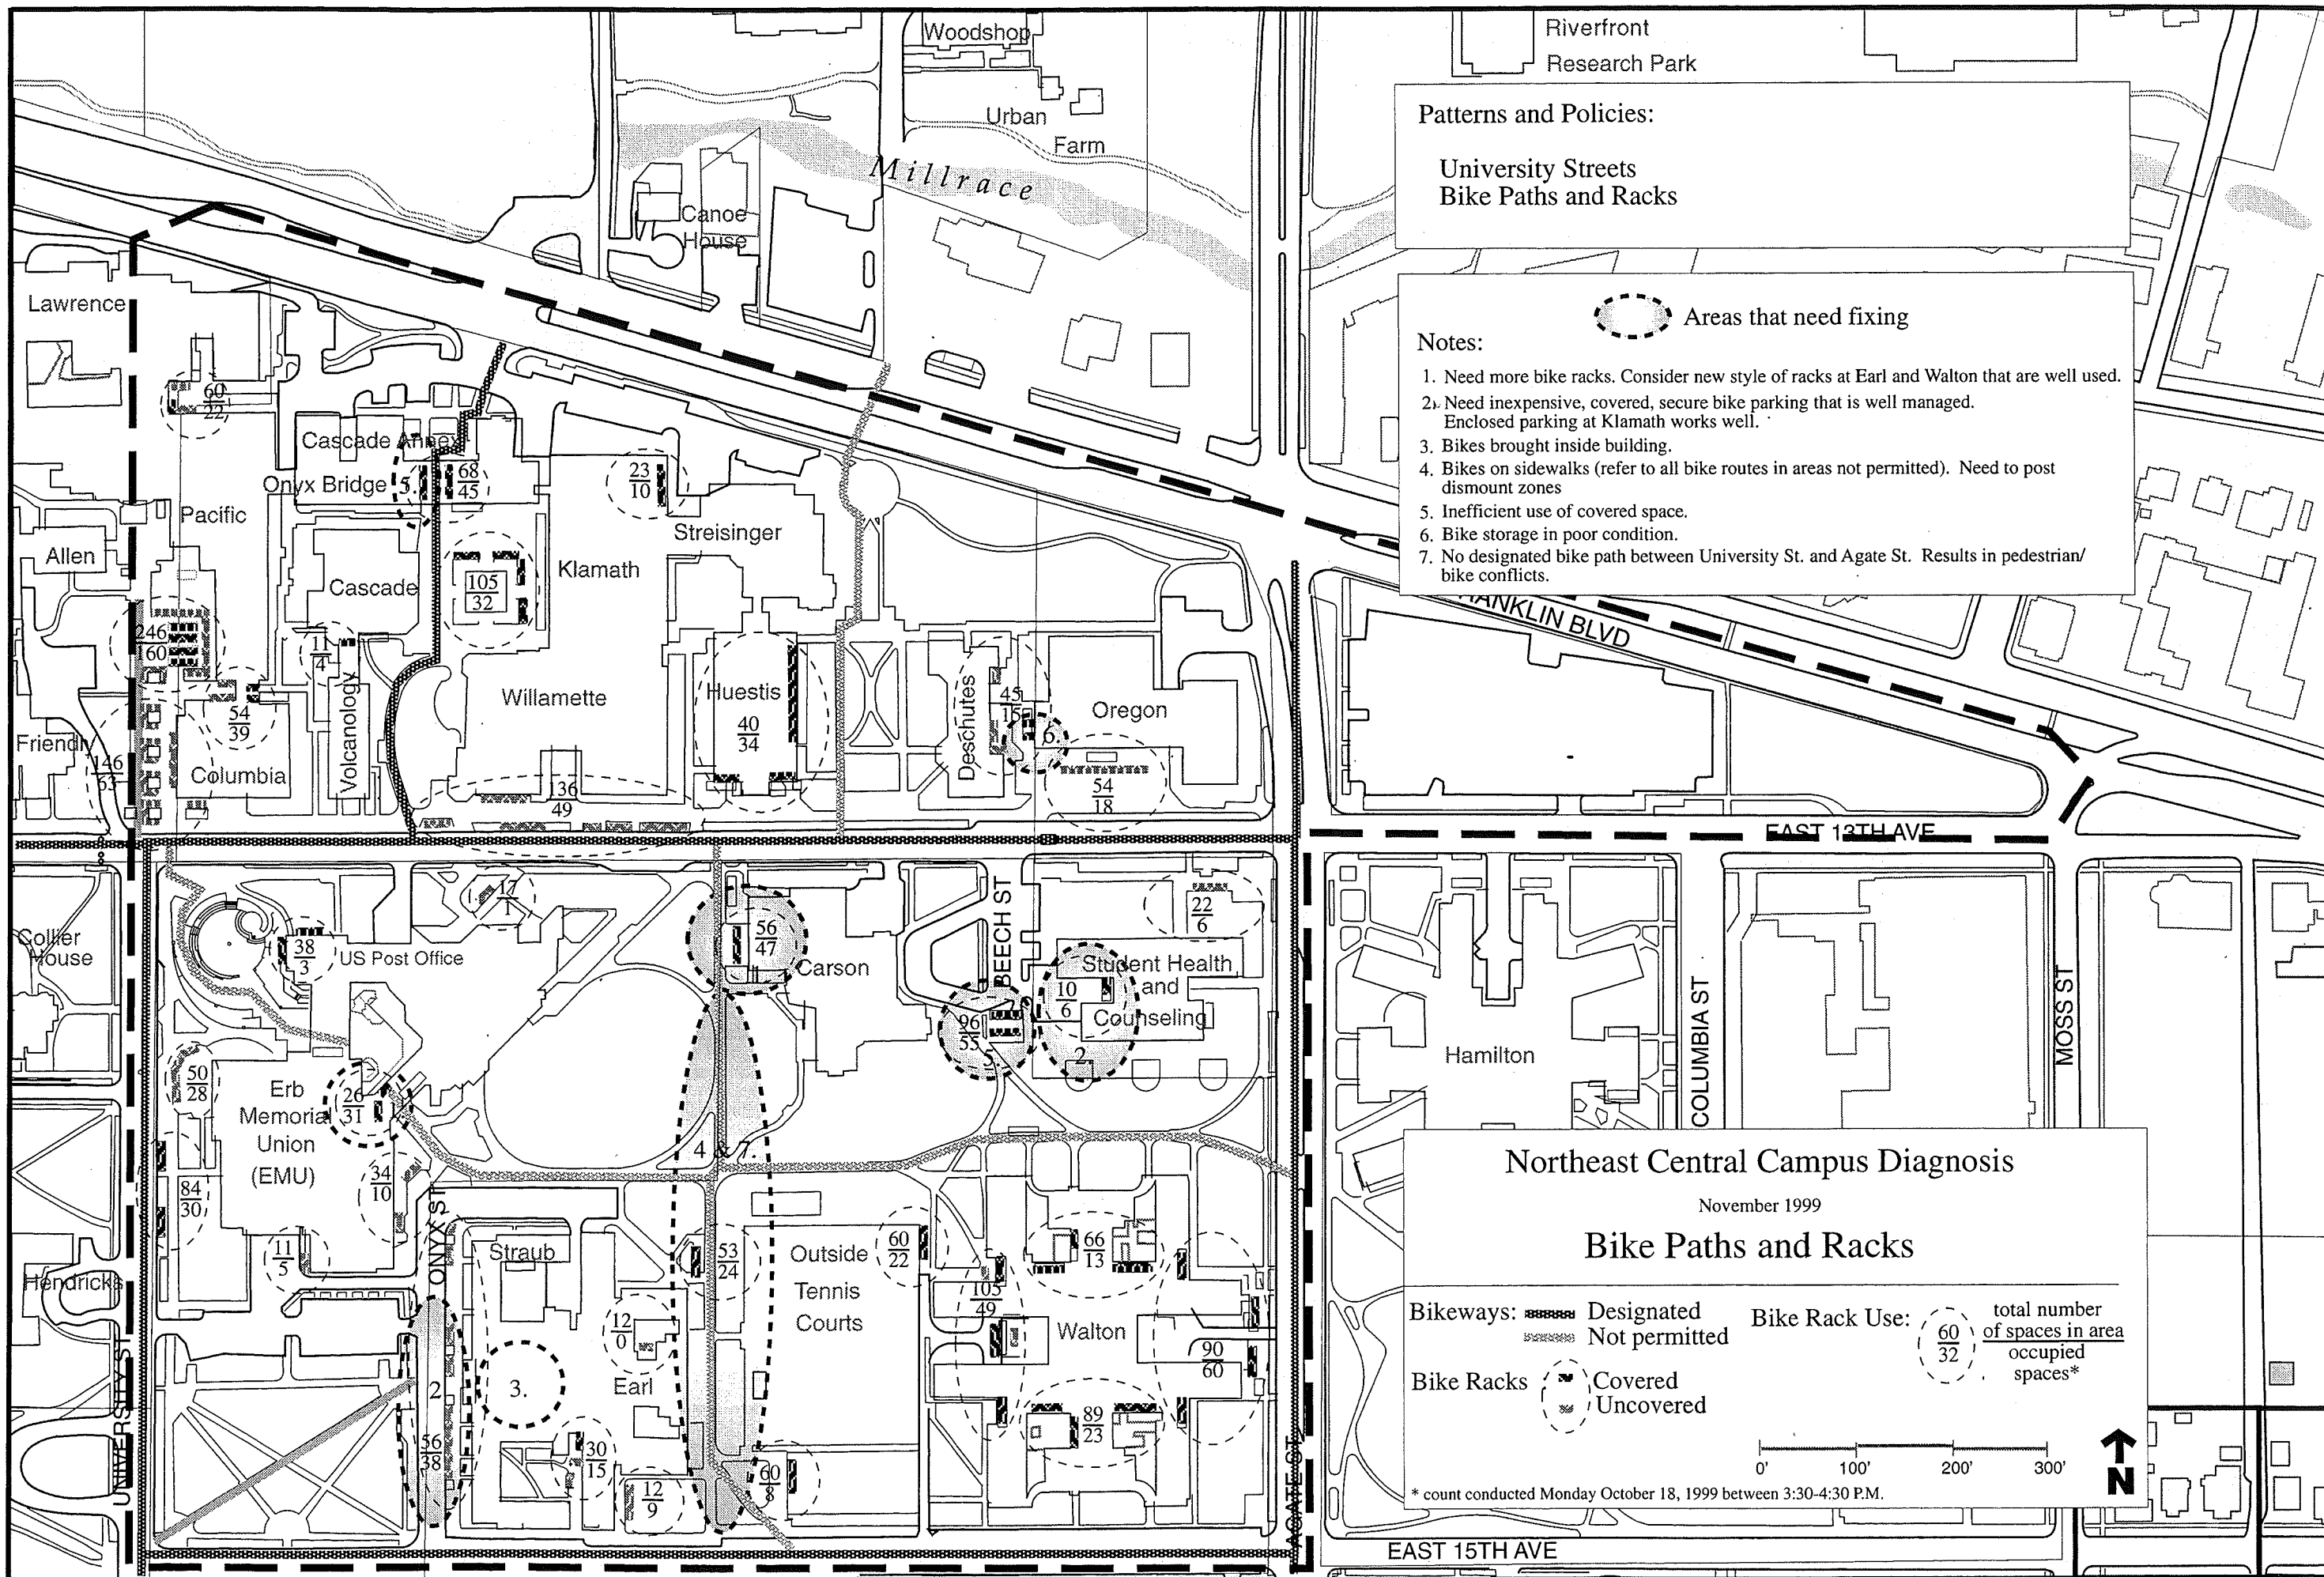 Woodshop
Riverfront
Research Park
Urban
Farm
Millrace
Canoe
House
Patterns and Policies:
University Streets
Bike Paths and Racks
Areas that need fixing
Notes:
1. Need more bike racks. Consider new style of racks at Earl and Walton that are well used.
2. Need inexpensive, covered, secure bike parking that is well managed.
Enclosed parking at Klamath works well.
3. Bikes brought inside building.
4. Bikes on sidewalks (refer to all bike routes in areas not permitted). Need to post
dismount zones
5. Inefficient use of covered space.
6. Bike storage in poor condition.
7. No designated bike path between University St. and Agate St. Results in pedestrian/
bike conflicts.
Lawrence
60
22
Cascade Annex
Onyx Bridge
5.
68
45
23
10
Pacific
Streisinger
Allen
Cascade
105
32
Klamath
FRANKLIN BLVD
246
160
11
4
Willamette
Huestis
40
34
Deschutes
45
15
6.
Oregon
54
39
Volcanology
Friendly
146
63
Columbia
136
49
54
18
EAST 13TH AVE
17
1
56
47
Carson
BEECH ST
22
6
Collier
House
38
3
US Post Office
Student Health
and
Counseling
10
6
2.
96
55
5.
Hamilton
COLUMBIA ST
MOSS ST
50
28
Erb
Memorial
Union
(EMU)
26
31
4 & 7.
84
30
34
10
ONYX ST
11
5
Hendricks
Straub
53
24
Outside
Tennis
Courts
60
22
66
13
105
49
Walton
90
60
12
0
Earl
2.
3.
56
38
30
15
12
9
60
8
89
23
UNIVERSITY ST
AGATE ST
EAST 15TH AVE
Northeast Central Campus Diagnosis
November 1999
Bike Paths and Racks
Bikeways:
Designated
Not permitted
Bike Racks
Covered
Uncovered
Bike Rack Use:
60
32
total number
of spaces in area
occupied
spaces*
0' 100' 200' 300'
N
* count conducted Monday October 18, 1999 between 3:30-4:30 P.M.